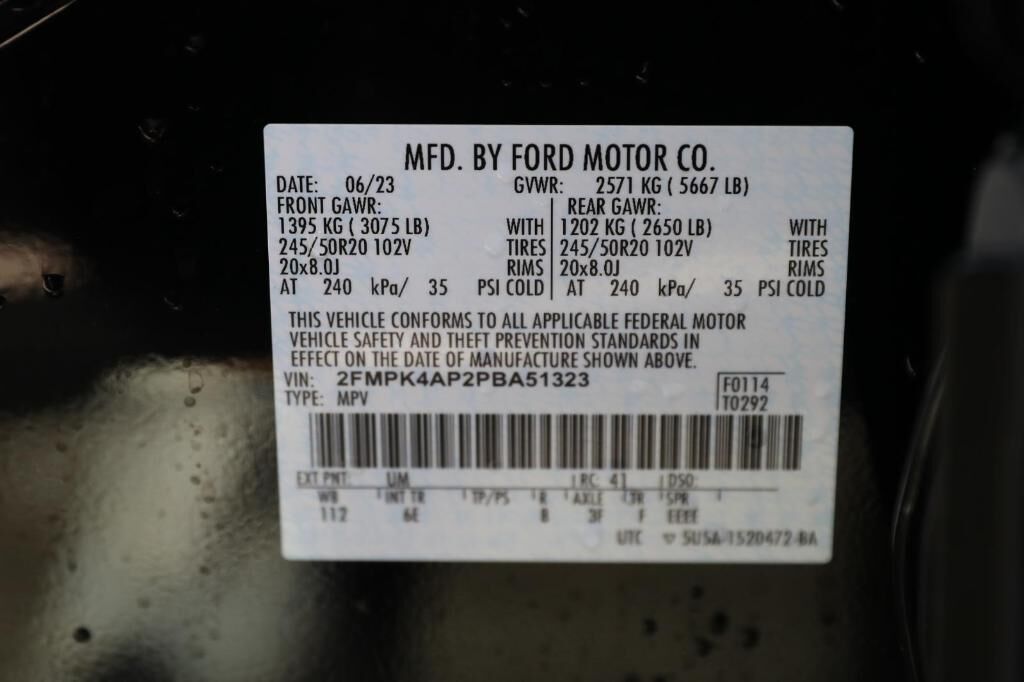 MFD. BY FORD MOTOR CO.
DATE: 06/23 GVWR: 2571 KG ( 5667 LB)
FRONT GAWR: REAR GAWR:
1395 KG ( 3075 LB) WITH 1202 KG ( 2650 LB) WITH
245/50R20 102V TIRES 245/50R20 102V TIRES
20x8.0J RIMS 20x8.0J RIMS
AT 240 kPa/ 35 PSI COLD AT 240 kPa/ 35 PSI COLD
THIS VEHICLE CONFORMS TO ALL APPLICABLE FEDERAL MOTOR
VEHICLE SAFETY AND THEFT PREVENTION STANDARDS IN
EFFECT ON THE DATE OF MANUFACTURE SHOWN ABOVE.
VIN: 2FMPK4AP2PBA51323 F0114
TYPE: MPV T0292
EXT PNT: UM RC: 41 DSO:
WB INT TR TP/PS R AXLE TR SPR
112 6E B 3F F EEEE
UTC 5U5A-1520472-BA